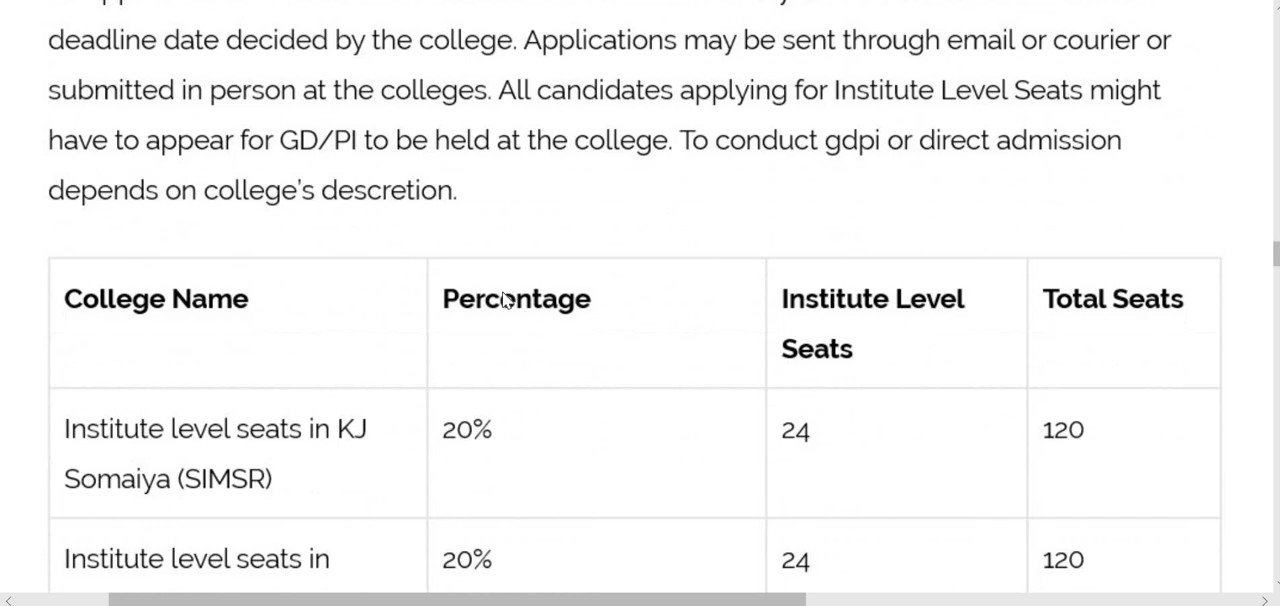 deadline date decided by the college. Applications may be sent through email or courier or
submitted in person at the colleges. All candidates applying for Institute Level Seats might
have to appear for GD/PI to be held at the college. To conduct gdpi or direct admission
depends on college's descretion.
College Name Percentage Institute Level Seats Total Seats
Institute level seats in KJ Somaiya (SIMSR) 20% 24 120
Institute level seats in 20% 24 120